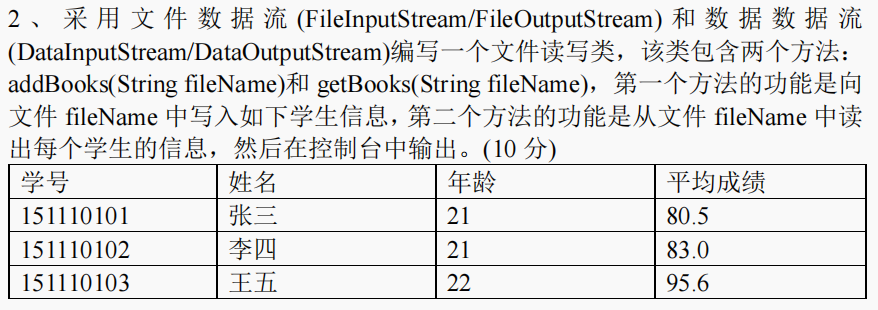 2、采用文件数据流(FileInputStream/FileOutputStream)和数据数据流
(DataInputStream/DataOutputStream)编写一个文件读写类，该类包含两个方法：
addBooks(String fileName)和 getBooks(String fileName)，第一个方法的功能是向
文件 fileName 中写入如下学生信息，第二个方法的功能是从文件 fileName 中读
出每个学生的信息，然后在控制台中输出。(10 分)
学号 姓名 年龄 平均成绩
151110101 张三 21 80.5
151110102 李四 21 83.0
151110103 王五 22 95.6